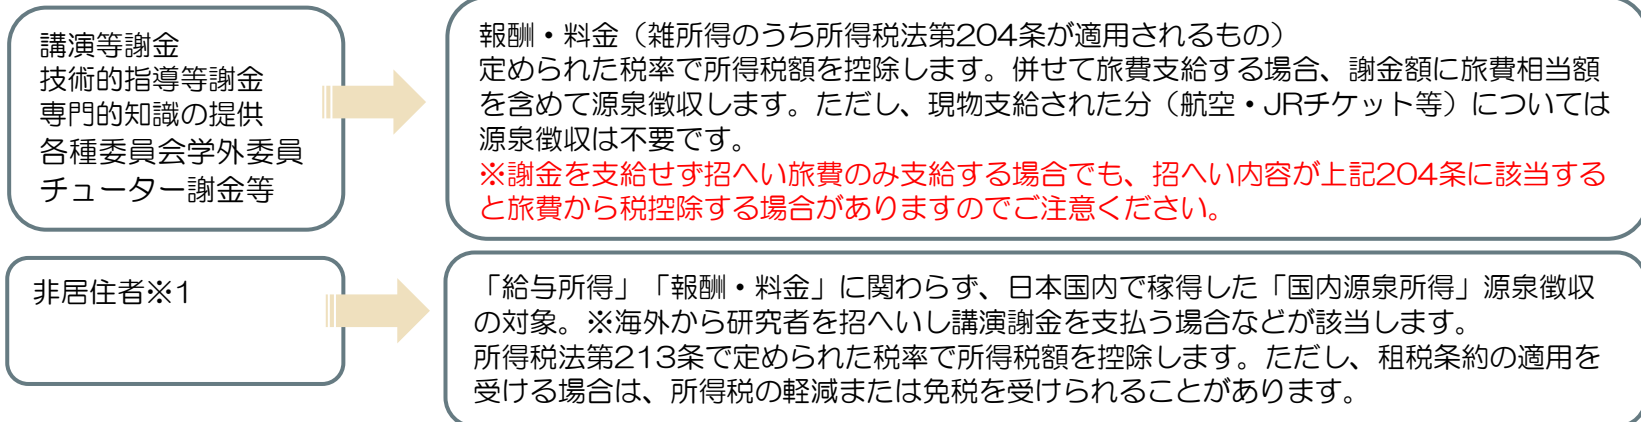 講演等謝金
技術的指導等謝金
専門的知識の提供
各種委員会学外委員
チューター謝金等
報酬・料金（雑所得のうち所得税法第204条が適用されるもの）
定められた税率で所得税額を控除します。併せて旅費支給する場合、謝金額に旅費相当額
を含めて源泉徴収します。ただし、現物支給された分（航空・JRチケット等）については
源泉徴収は不要です。
※謝金を支給せず招へい旅費のみ支給する場合でも、招へい内容が上記204条に該当する
と旅費から税控除する場合がありますのでご注意ください。
非居住者※1
「給与所得」「報酬・料金」に関わらず、日本国内で稼得した「国内源泉所得」源泉徴収
の対象。※海外から研究者を招へいし講演謝金を支払う場合などが該当します。
所得税法第213条で定められた税率で所得税額を控除します。ただし、租税条約の適用を
受ける場合は、所得税の軽減または免税を受けられることがあります。